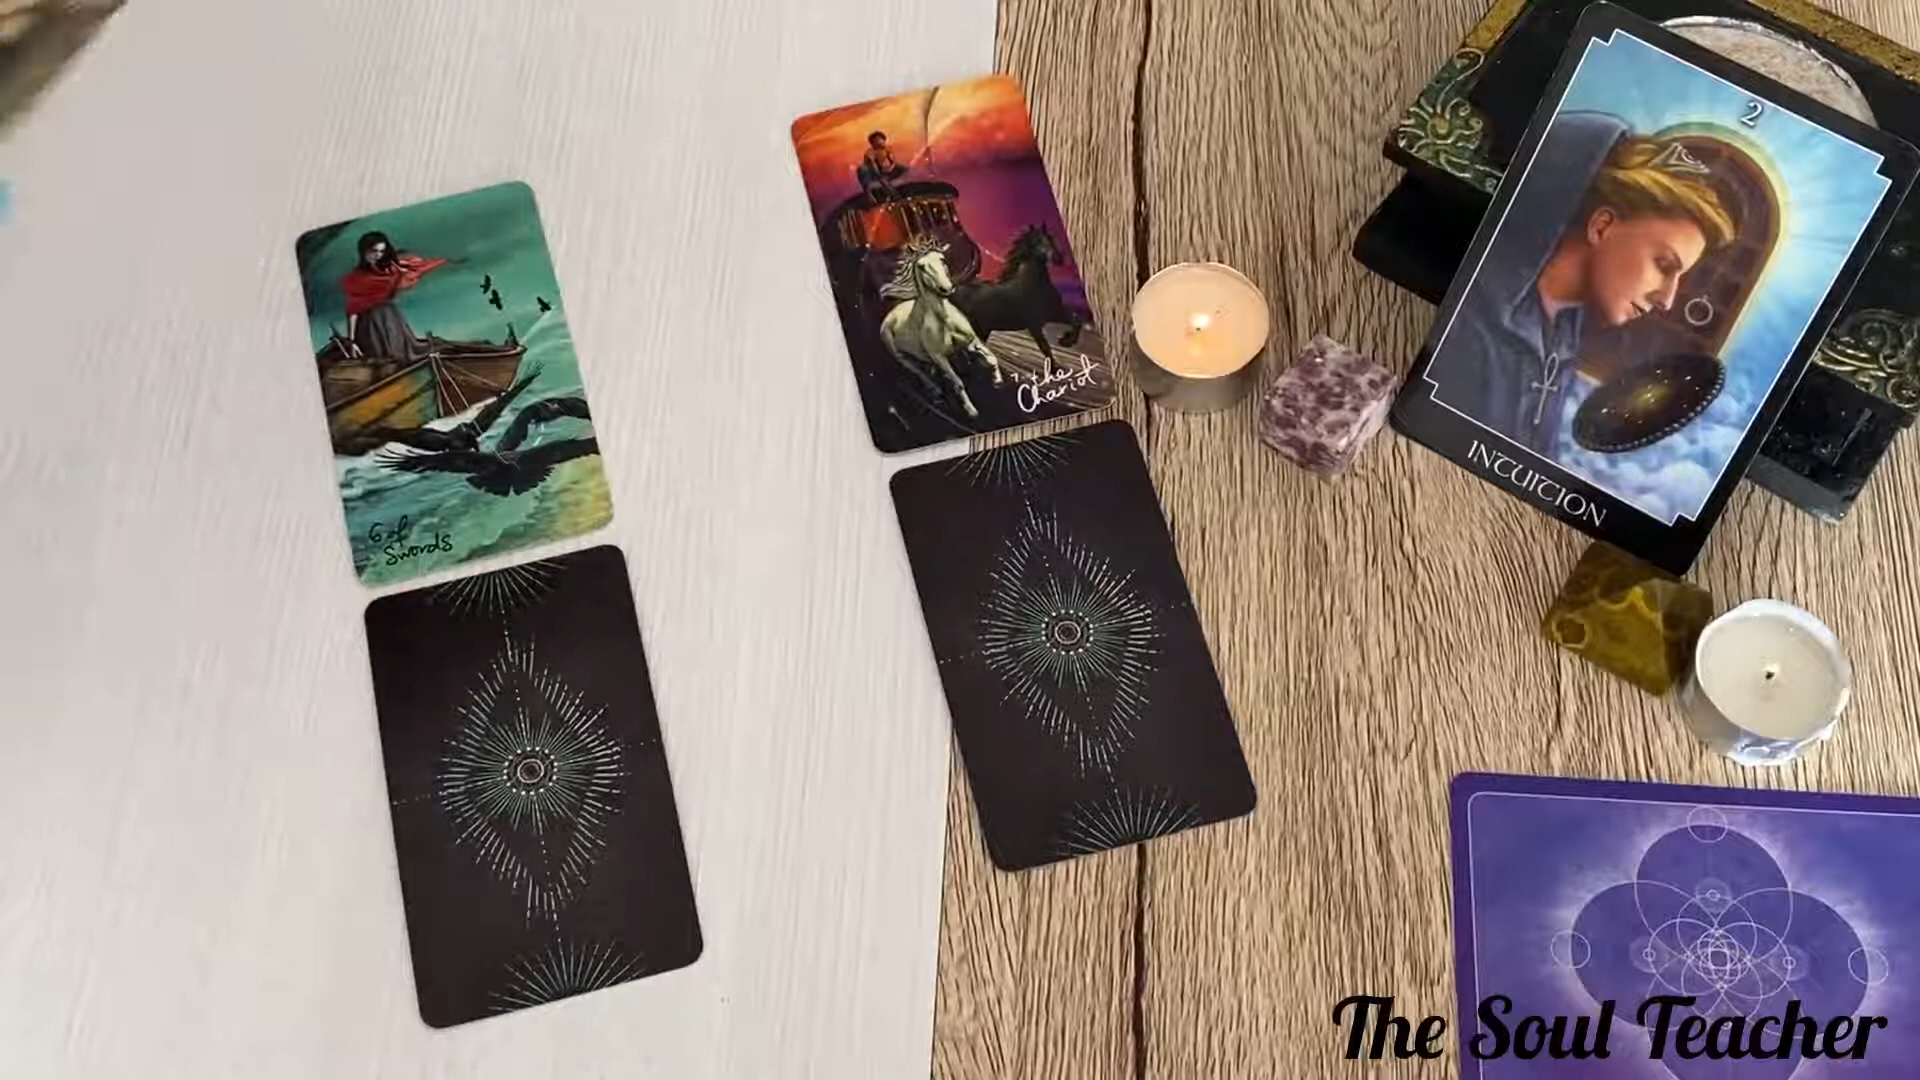 6 of
Swords
7. the
Chariot
2
INTUITION
The Soul Teacher